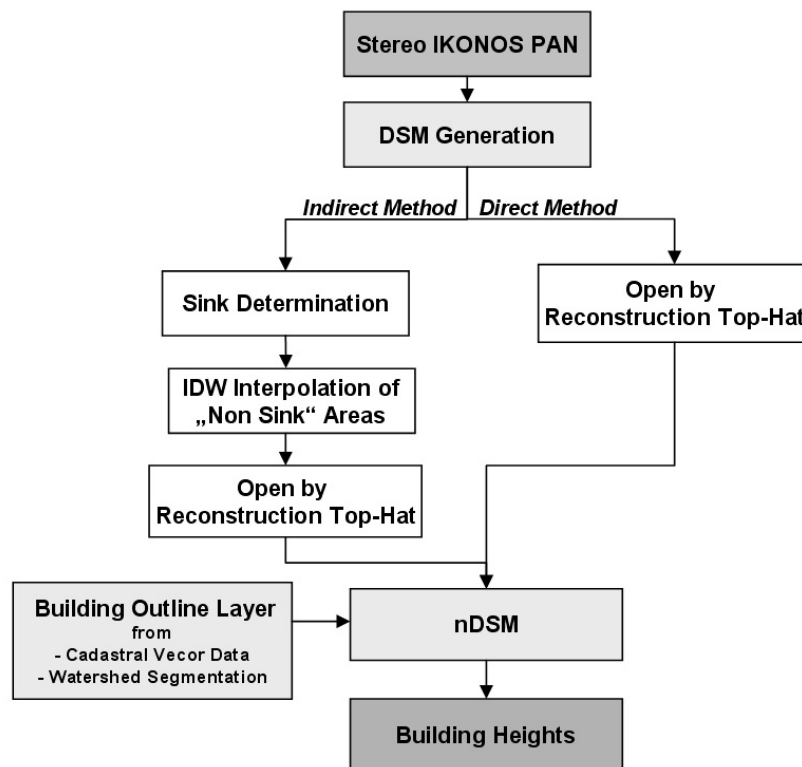 Stereo IKONOS PAN
DSM Generation
Indirect Method
Direct Method
Sink Determination
Open by
Reconstruction Top-Hat
IDW Interpolation of
„Non Sink“ Areas
Open by
Reconstruction Top-Hat
Building Outline Layer
from
- Cadastral Vecor Data
- Watershed Segmentation
nDSM
Building Heights